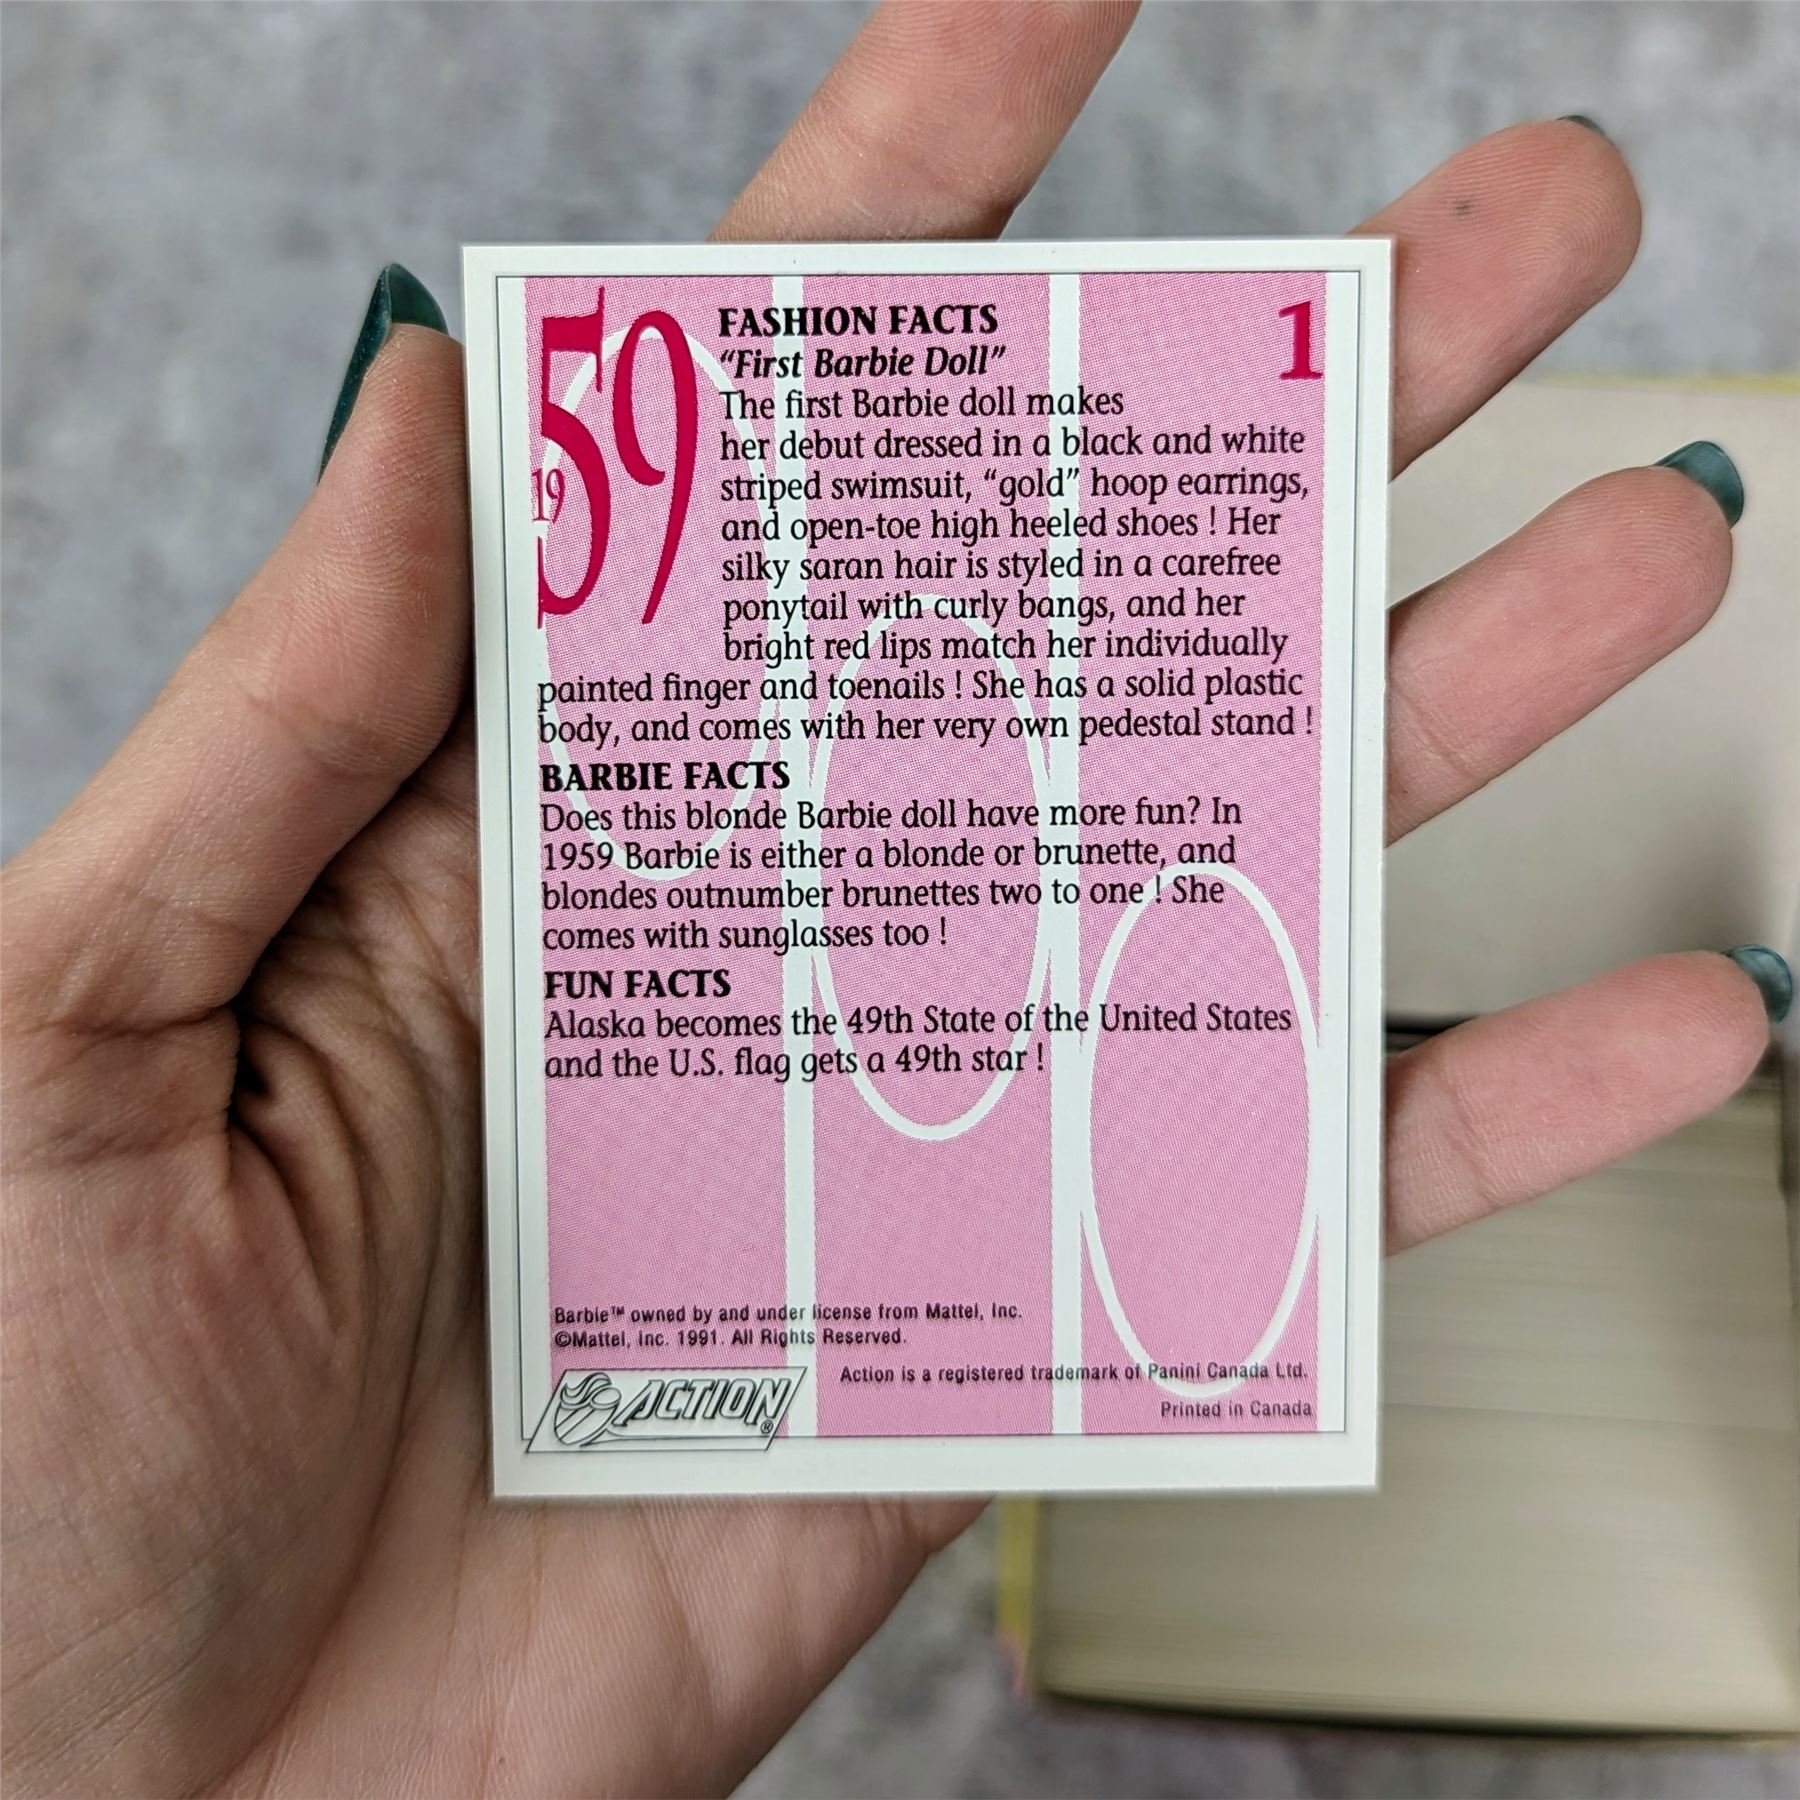 1959
1
FASHION FACTS
“First Barbie Doll”
The first Barbie doll makes
her debut dressed in a black and white
striped swimsuit, “gold” hoop earrings,
and open-toe high heeled shoes ! Her
silky saran hair is styled in a carefree
ponytail with curly bangs, and her
bright red lips match her individually
painted finger and toenails ! She has a solid plastic
body, and comes with her very own pedestal stand !
BARBIE FACTS
Does this blonde Barbie doll have more fun? In
1959 Barbie is either a blonde or brunette, and
blondes outnumber brunettes two to one ! She
comes with sunglasses too !
FUN FACTS
Alaska becomes the 49th State of the United States
and the U.S. flag gets a 49th star !
Barbie™ owned by and under license from Mattel, Inc.
©Mattel, Inc. 1991. All Rights Reserved.
ACTION®
Action is a registered trademark of Panini Canada Ltd.
Printed in Canada